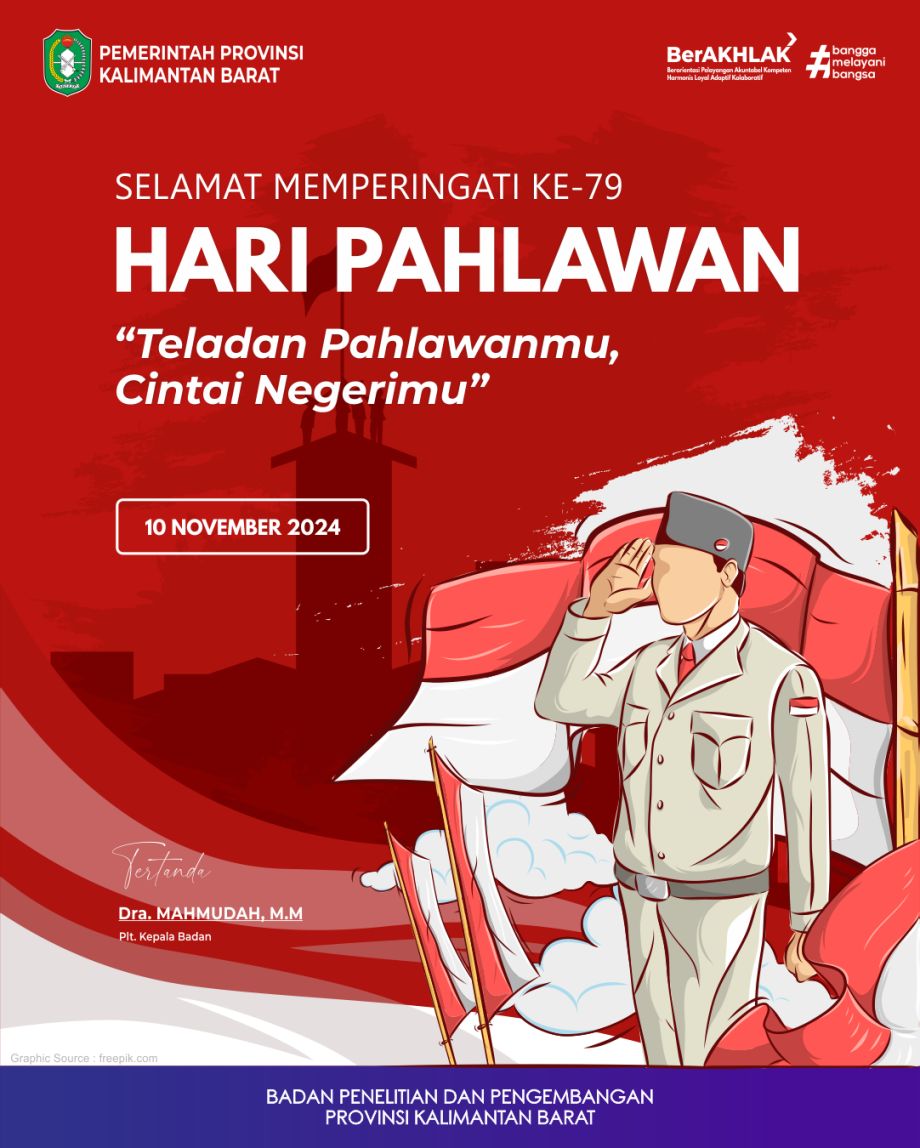 PEMERINTAH PROVINSI
KALIMANTAN BARAT
BerAKHLAK
Berorientasi Pelayanan Akuntabel Kompeten
Harmonis Loyal Adaptif Kolaboratif
#bangga
melayani
bangsa
SELAMAT MEMPERINGATI KE-79
HARI PAHLAWAN
“Teladan Pahlawanmu,
Cintai Negerimu”
10 NOVEMBER 2024
Tertanda
Dra. MAHMUDAH, M.M
Plt. Kepala Badan
Graphic Source : freepik.com
BADAN PENELITIAN DAN PENGEMBANGAN
PROVINSI KALIMANTAN BARAT